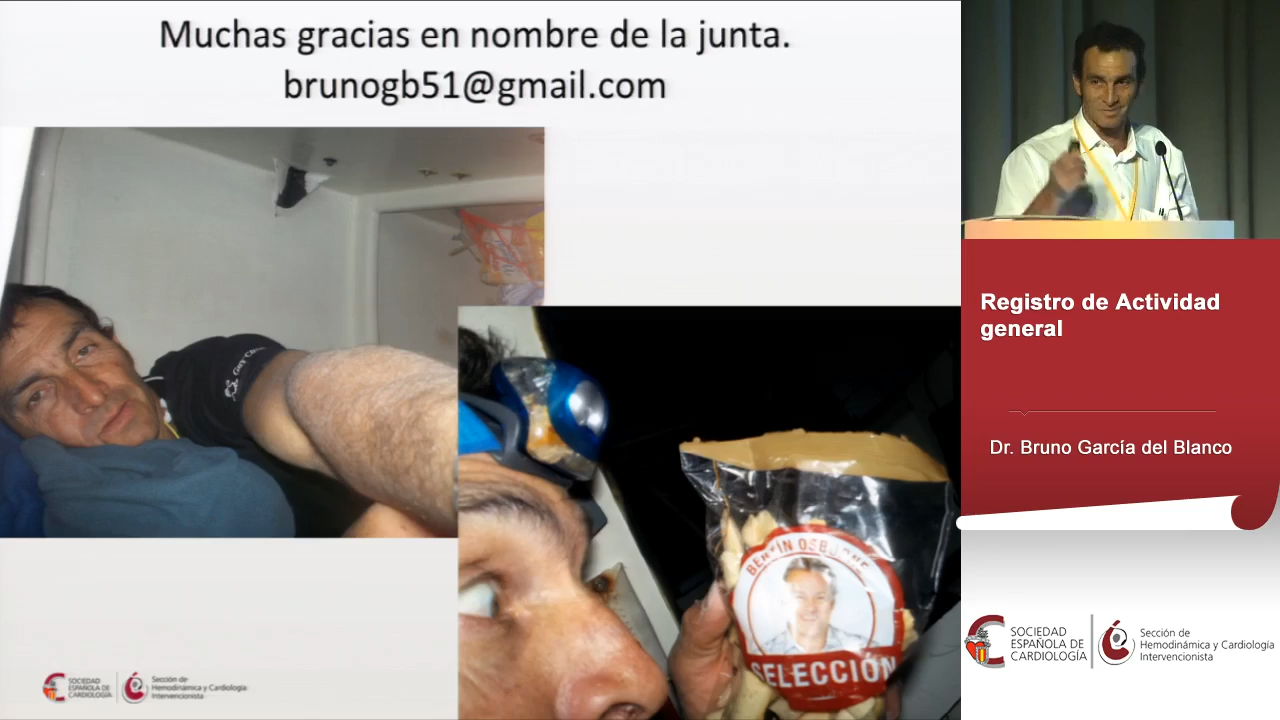 Muchas gracias en nombre de la junta.
brunogb51@gmail.com
BERTÍN OSBORNE
SELECCIÓN
SOCIEDAD
ESPAÑOLA DE
CARDIOLOGÍA
Sección de
Hemodinámica y Cardiología
Intervencionista
Registro de Actividad
general
Dr. Bruno García del Blanco
SOCIEDAD
ESPAÑOLA DE
CARDIOLOGÍA
Sección de
Hemodinámica y Cardiología
Intervencionista